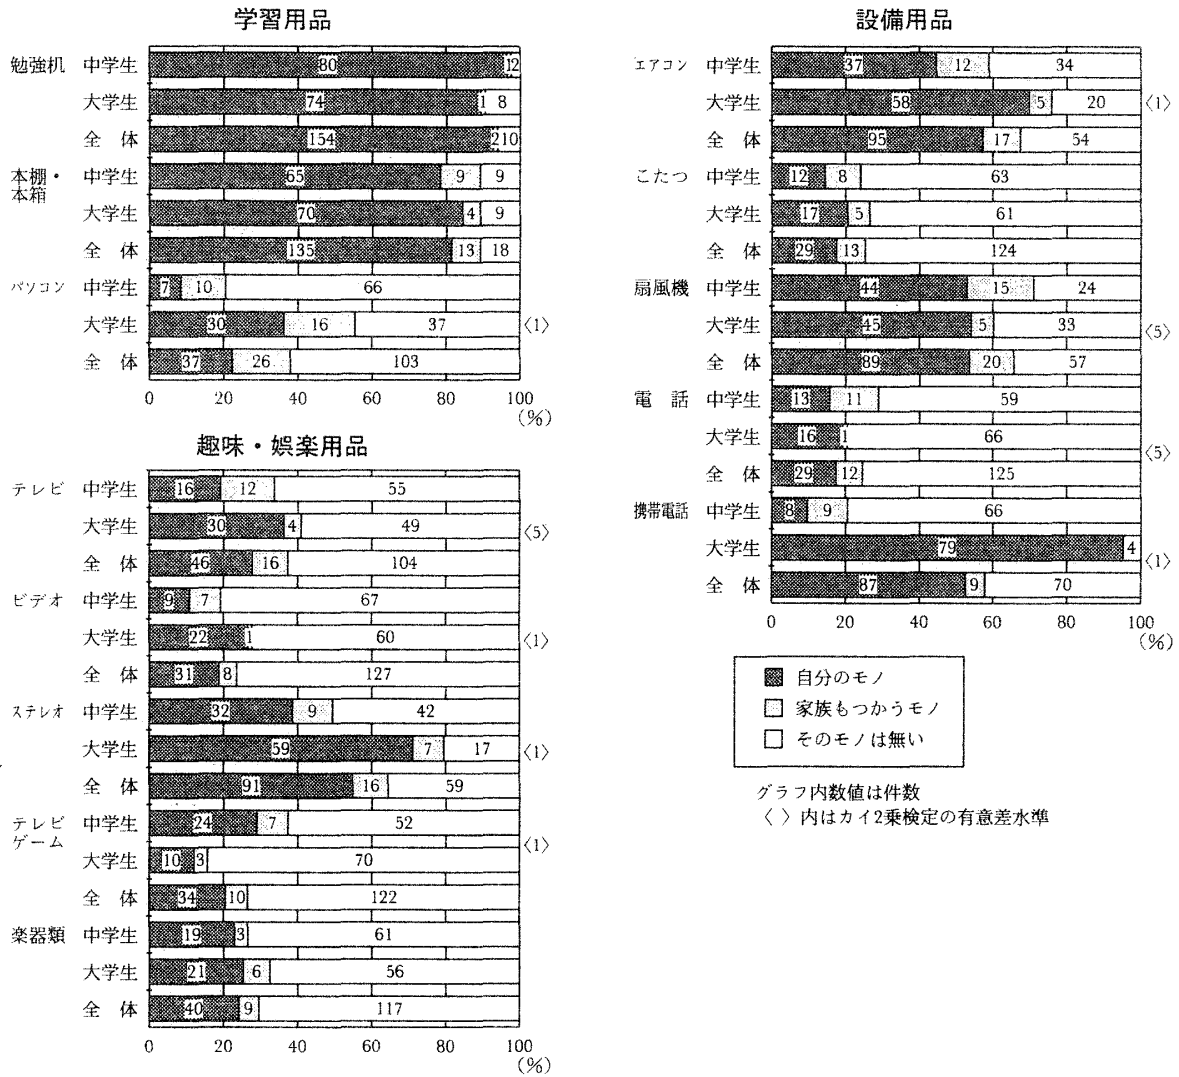 学習用品
勉強机 中学生 80 1 2
大学生 74 1 8
全 体 154 2 10
本棚・
本箱
中学生 65 9 9
大学生 70 4 9
全 体 135 13 18
パソコン 中学生 7 10 66
大学生 30 16 37 〈1〉
全 体 37 26 103
0 20 40 60 80 100
(%)
趣味・娯楽用品
テレビ 中学生 16 12 55
大学生 30 4 49 〈5〉
全 体 46 16 104
ビデオ 中学生 9 7 67
大学生 22 1 60 〈1〉
全 体 31 8 127
ステレオ 中学生 32 9 42
大学生 59 7 17 〈1〉
全 体 91 16 59
テレビ
ゲーム
中学生 24 7 52
〈1〉
大学生 10 3 70
全 体 34 10 122
楽器類 中学生 19 3 61
大学生 21 6 56
全 体 40 9 117
0 20 40 60 80 100
(%)
設備用品
エアコン 中学生 37 12 34
大学生 58 5 20 〈1〉
全 体 95 17 54
こたつ 中学生 12 8 63
大学生 17 5 61
全 体 29 13 124
扇風機 中学生 44 15 24
大学生 45 5 33 〈5〉
全 体 89 20 57
電 話 中学生 13 11 59
大学生 16 1 66
〈5〉
全 体 29 12 125
携帯電話 中学生 8 9 66
大学生 79 4
〈1〉
全 体 87 9 70
0 20 40 60 80 100
(%)
自分のモノ
家族もつかうモノ
そのモノは無い
グラフ内数値は件数
〈 〉内はカイ2乗検定の有意差水準